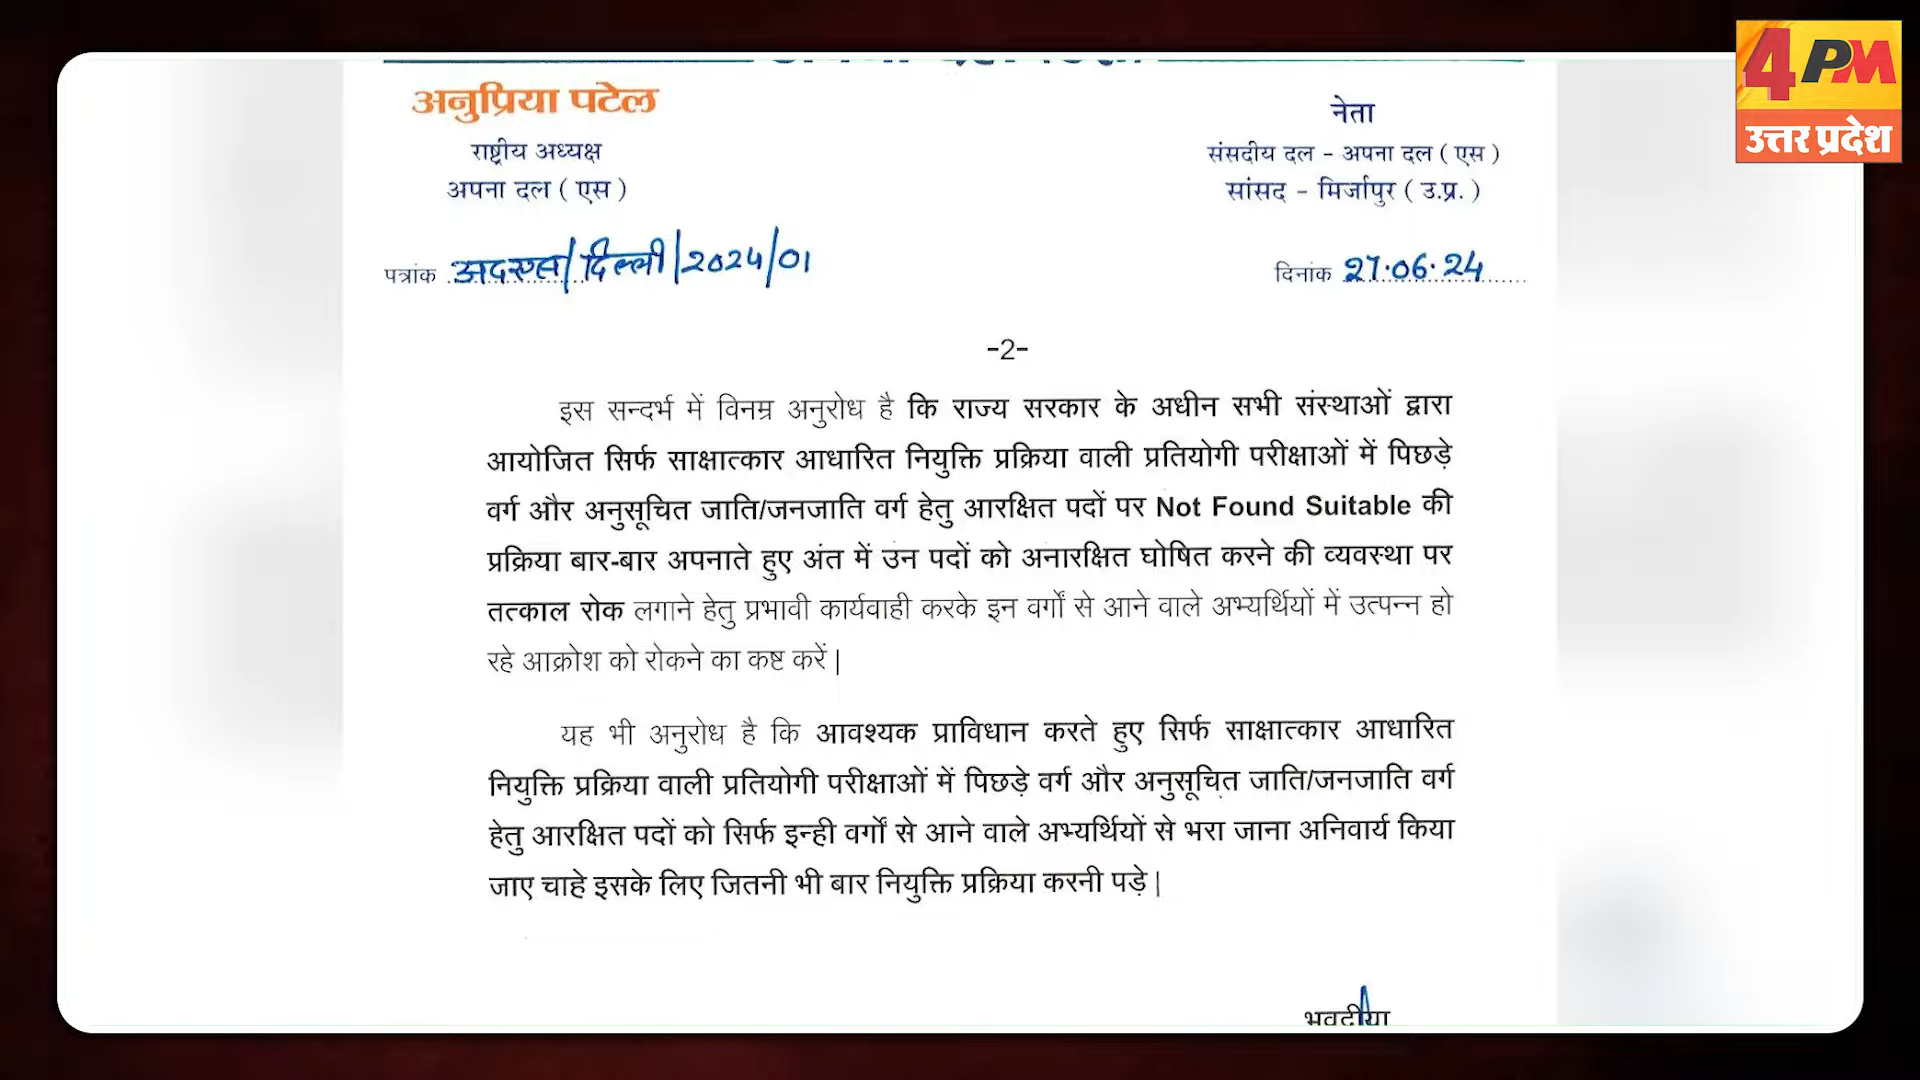 4PM
उत्तर प्रदेश
अनुप्रिया पटेल
राष्ट्रीय अध्यक्ष
अपना दल ( एस )
नेता
संसदीय दल - अपना दल ( एस )
सांसद - मिर्जापुर ( उ.प्र. )
पत्रांक अदएस/दिल्ली/2024/01
दिनांक 27.06.24
-2-
इस सन्दर्भ में विनम्र अनुरोध है कि राज्य सरकार के अधीन सभी संस्थाओं द्वारा
आयोजित सिर्फ साक्षात्कार आधारित नियुक्ति प्रक्रिया वाली प्रतियोगी परीक्षाओं में पिछड़े
वर्ग और अनुसूचित जाति/जनजाति वर्ग हेतु आरक्षित पदों पर Not Found Suitable की
प्रक्रिया बार-बार अपनाते हुए अंत में उन पदों को अनारक्षित घोषित करने की व्यवस्था पर
तत्काल रोक लगाने हेतु प्रभावी कार्यवाही करके इन वर्गों से आने वाले अभ्यर्थियों में उत्पन्न हो
रहे आक्रोश को रोकने का कष्ट करें|
यह भी अनुरोध है कि आवश्यक प्राविधान करते हुए सिर्फ साक्षात्कार आधारित
नियुक्ति प्रक्रिया वाली प्रतियोगी परीक्षाओं में पिछड़े वर्ग और अनुसूचित जाति/जनजाति वर्ग
हेतु आरक्षित पदों को सिर्फ इन्ही वर्गों से आने वाले अभ्यर्थियों से भरा जाना अनिवार्य किया
जाए चाहे इसके लिए जितनी भी बार नियुक्ति प्रक्रिया करनी पड़े|
भवदीया